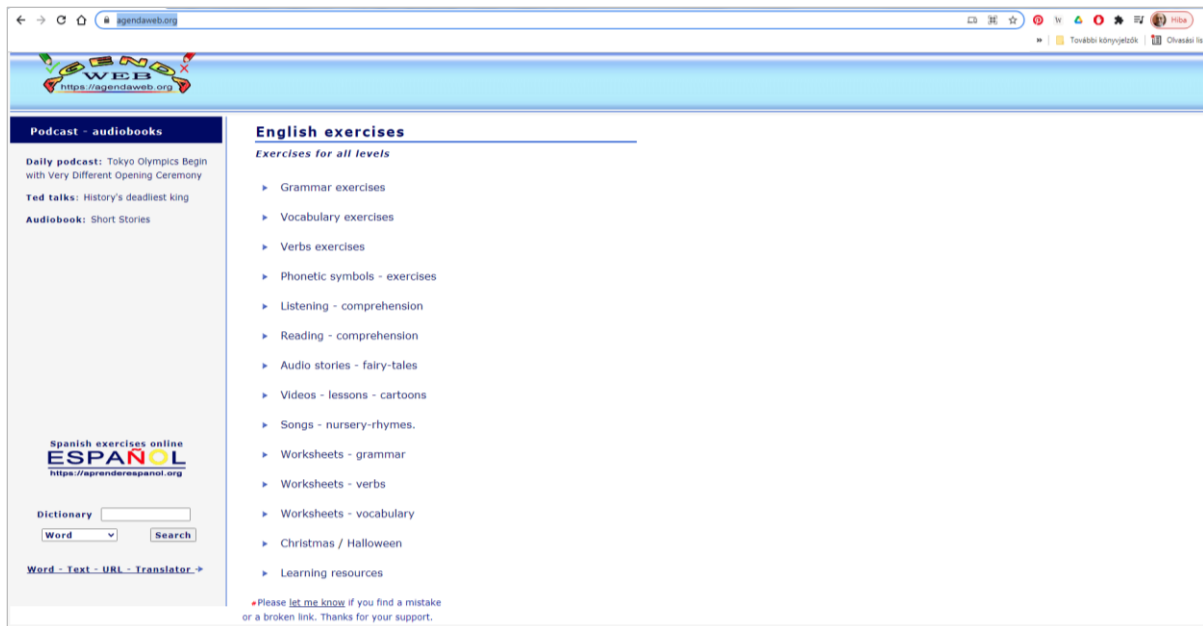 agendaweb.org
Hiba
»
További könyvjelzők
Olvasási lis
AGENDA
WEB
https://agendaweb.org
Podcast - audiobooks
Daily podcast: Tokyo Olympics Begin
with Very Different Opening Ceremony
Ted talks: History's deadliest king
Audiobook: Short Stories
Spanish exercises online
ESPAÑOL
https://aprenderespanol.org
Dictionary
Word
Search
Word - Text - URL - Translator
English exercises
Exercises for all levels
Grammar exercises
Vocabulary exercises
Verbs exercises
Phonetic symbols - exercises
Listening - comprehension
Reading - comprehension
Audio stories - fairy-tales
Videos - lessons - cartoons
Songs - nursery-rhymes.
Worksheets - grammar
Worksheets - verbs
Worksheets - vocabulary
Christmas / Halloween
Learning resources
Please let me know if you find a mistake
or a broken link. Thanks for your support.